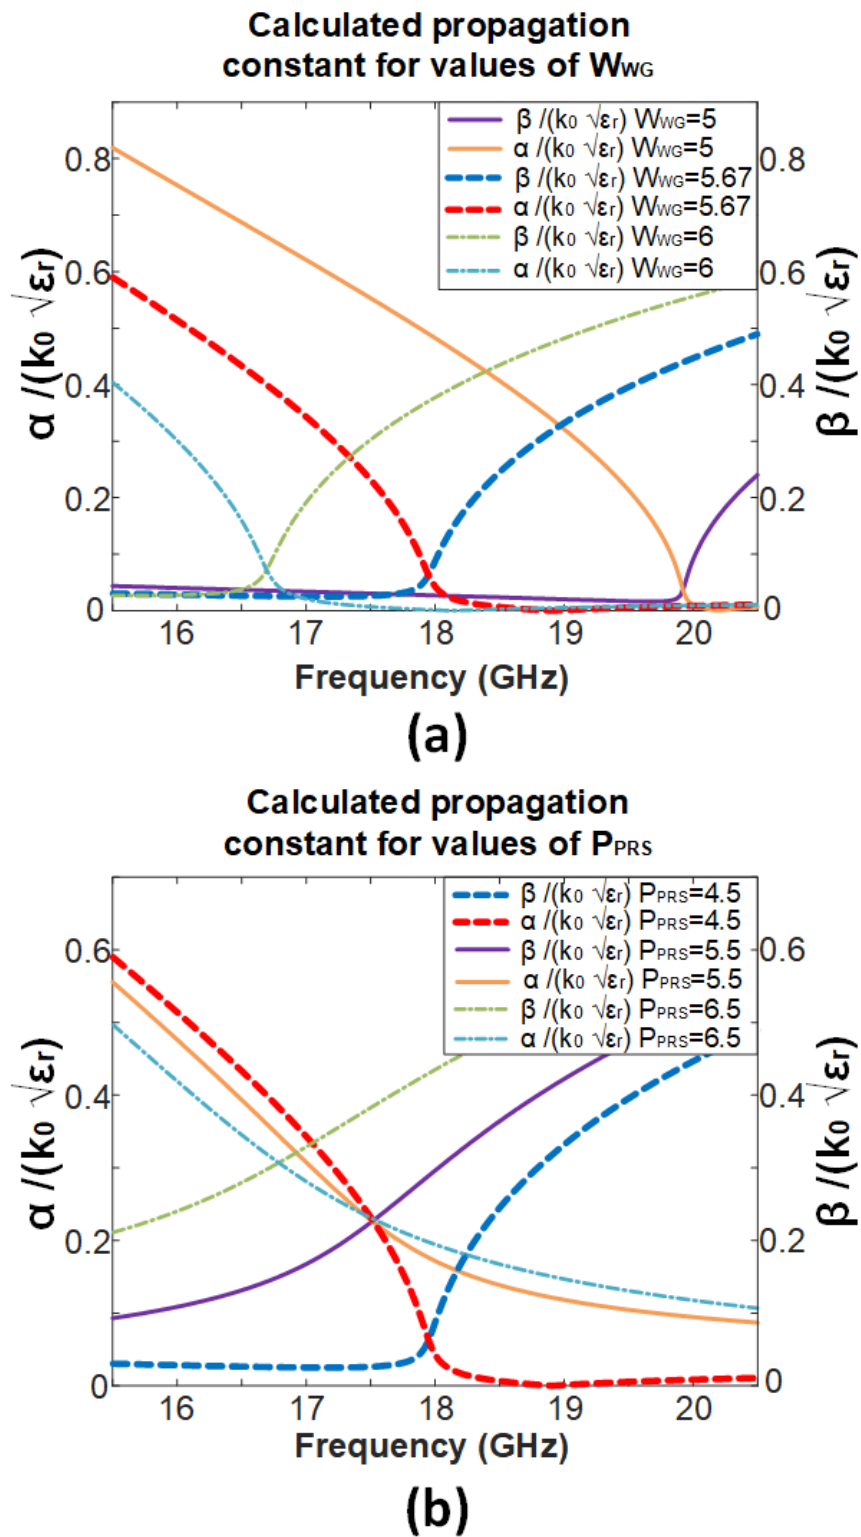 Calculated propagation
constant for values of WWG
β /(k0 √εr) WWG=5
α /(k0 √εr) WWG=5
β /(k0 √εr) WWG=5.67
α /(k0 √εr) WWG=5.67
β /(k0 √εr) WWG=6
α /(k0 √εr) WWG=6
α /(k0 √εr)
0.8
0.6
0.4
0.2
0
β /(k0 √εr)
0.8
0.6
0.4
0.2
0
16 17 18 19 20
Frequency (GHz)
(a)
Calculated propagation
constant for values of PPRS
β /(k0 √εr) PPRS=4.5
α /(k0 √εr) PPRS=4.5
β /(k0 √εr) PPRS=5.5
α /(k0 √εr) PPRS=5.5
β /(k0 √εr) PPRS=6.5
α /(k0 √εr) PPRS=6.5
α /(k0 √εr)
0.6
0.4
0.2
0
β /(k0 √εr)
0.6
0.4
0.2
0
16 17 18 19 20
Frequency (GHz)
(b)